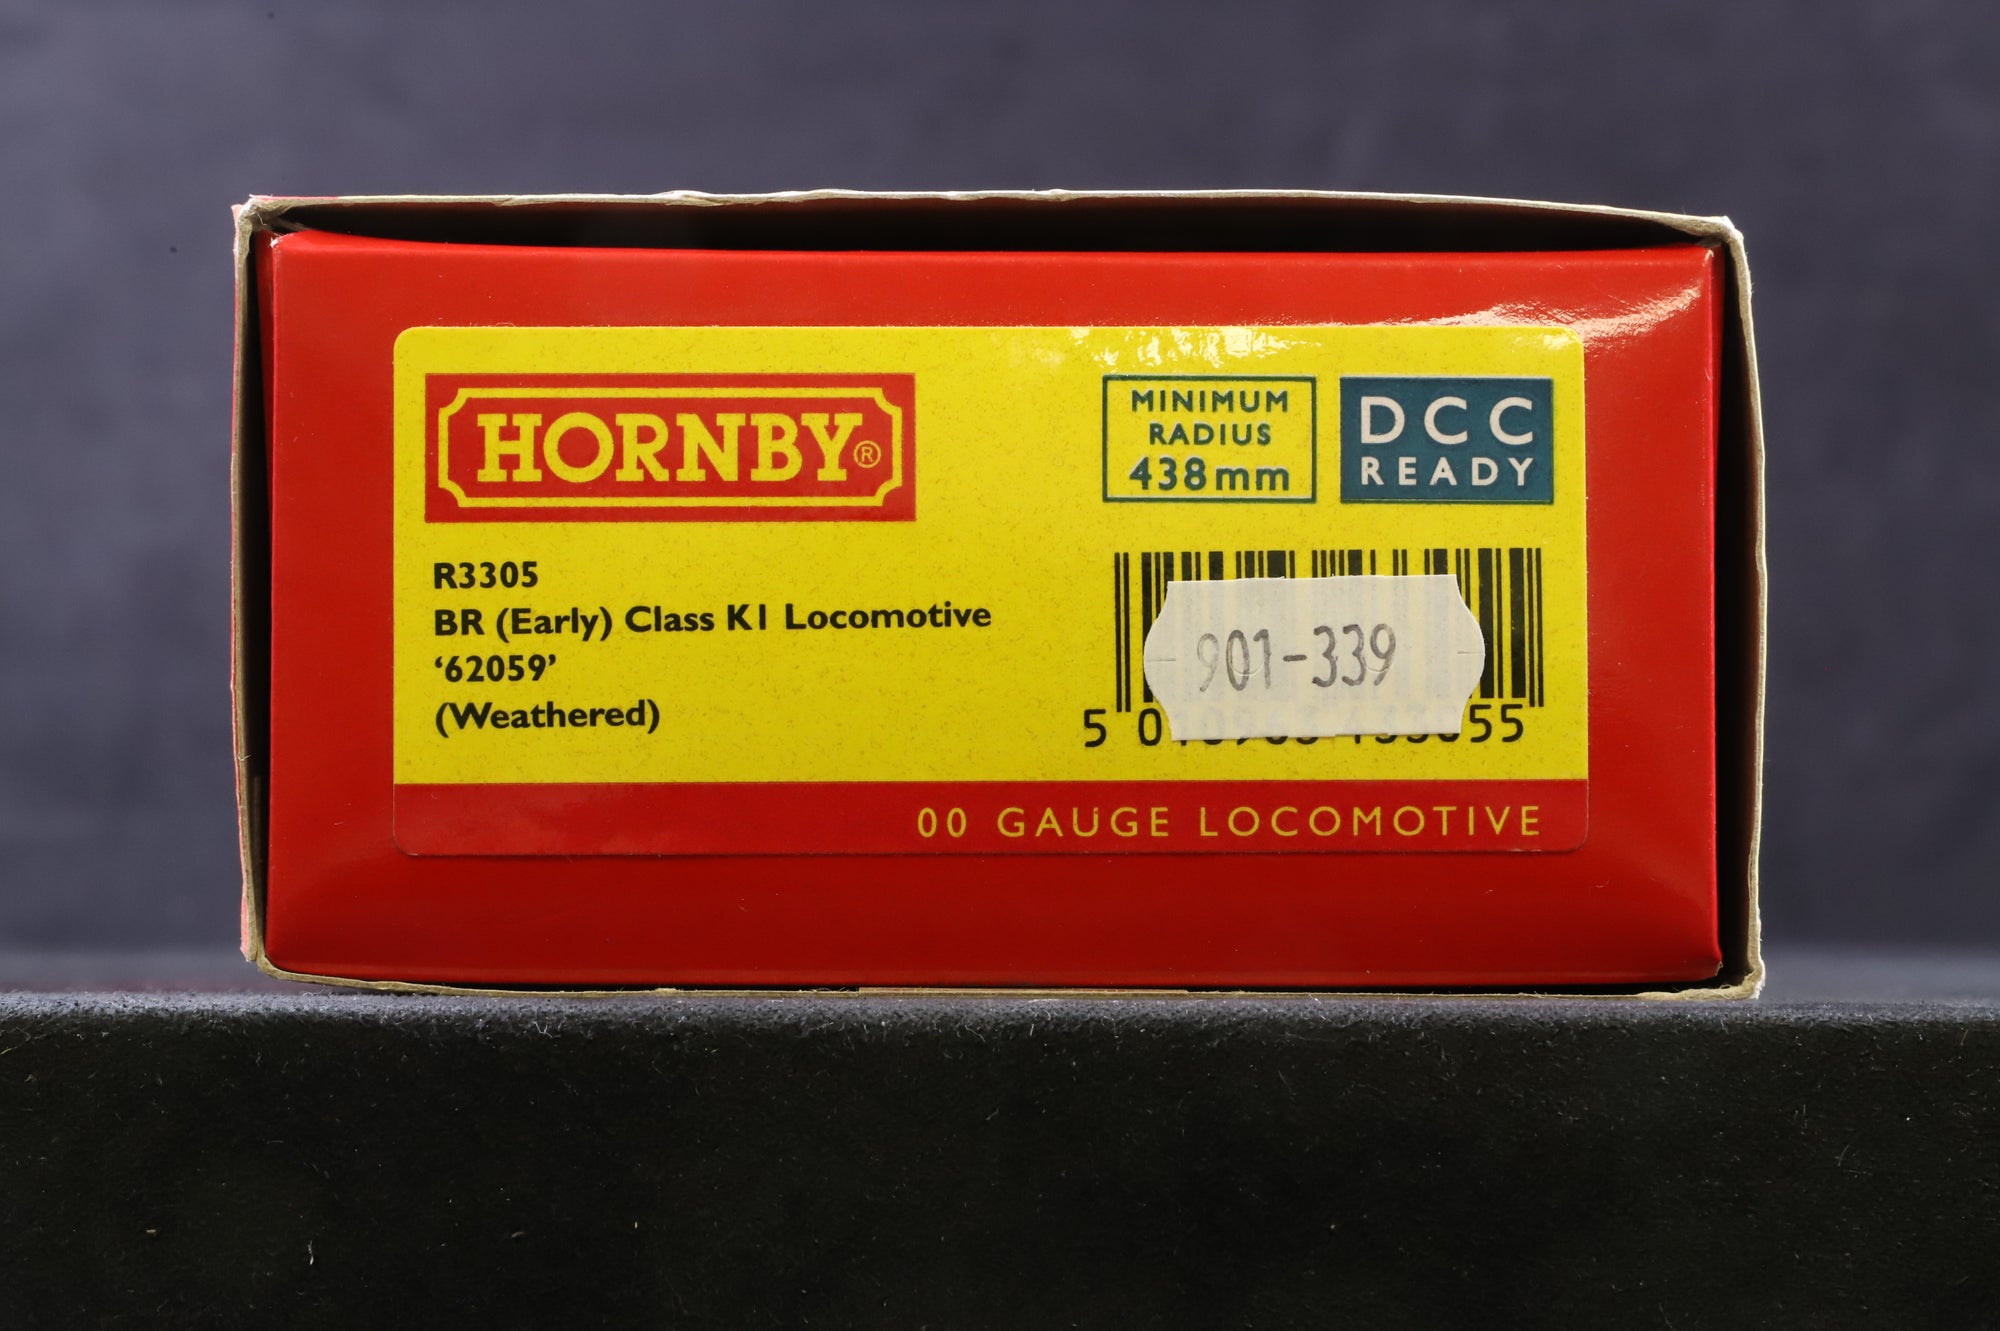 HORNBY®
MINIMUM
RADIUS
438mm
DCC
READY
R3305
BR (Early) Class K1 Locomotive
‘62059’
(Weathered)
901-339
00 GAUGE LOCOMOTIVE